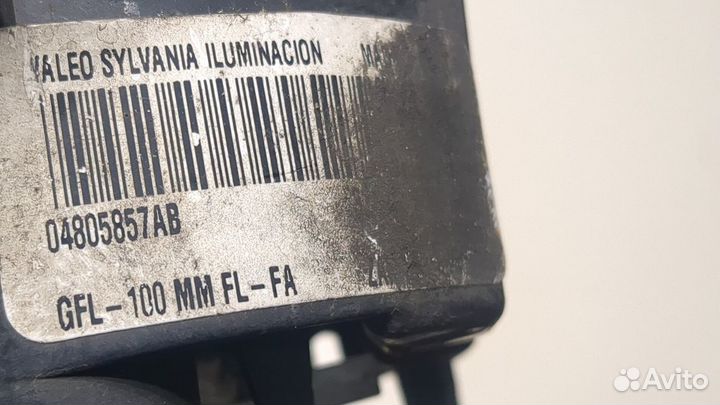 VALEO SYLVANIA ILUMINACION
04805857AB
GFL-100 MM FL-FA
Avito